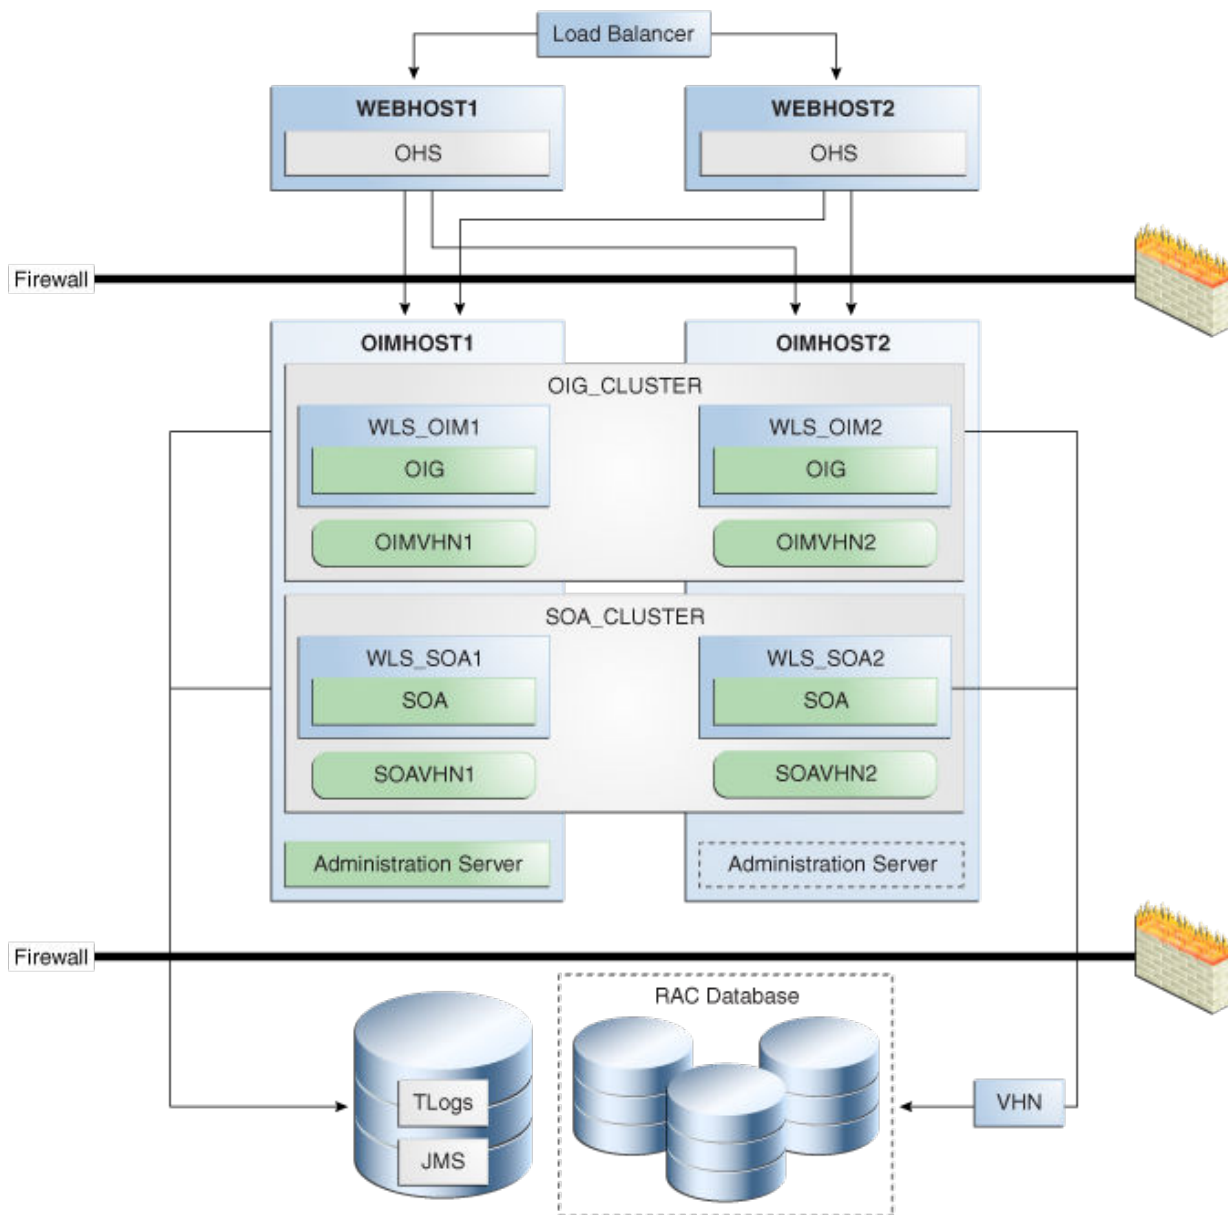 Load Balancer
WEBHOST1
OHS
WEBHOST2
OHS
Firewall
OIMHOST1
OIMHOST2
OIG_CLUSTER
WLS_OIM1
OIG
OIMVHN1
WLS_OIM2
OIG
OIMVHN2
SOA_CLUSTER
WLS_SOA1
SOA
SOAVHN1
WLS_SOA2
SOA
SOAVHN2
Administration Server
Administration Server
Firewall
TLogs
JMS
RAC Database
VHN